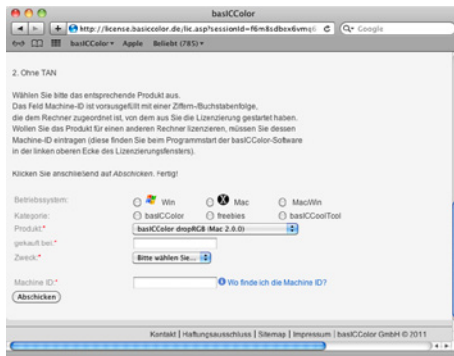 basICColor
http://license.basiccolor.de/lic.asp?sessionId=f6m8sdbex6vmq6
Google
basICColor Apple Beliebt (785)
2. Ohne TAN
Wählen Sie bitte das entsprechende Produkt aus.
Das Feld Machine-ID ist vorausgefüllt mit einer Ziffern-/Buchstabenfolge,
die dem Rechner zugeordnet ist, von dem aus Sie die Lizenzierung gestartet haben.
Wollen Sie das Produkt für einen anderen Rechner lizenzieren, müssen Sie dessen
Machine-ID eintragen (diese finden Sie beim Programmstart der basICColor-Software
in der linken oberen Ecke des Lizenzierungsfensters).
Klicken Sie anschließend auf Abschicken. Fertig!
Betriebssystem: Win Mac MacWin
Kategorie: basICColor freebies basICCoolTool
Produkt:* basICColor dropRGB (Mac 2.0.0)
gekauft bei:*
Zweck:* Bitte wählen Sie...
Machine ID:* Wo finde ich die Machine ID?
Abschicken
Kontakt | Haftungsausschluss | Sitemap | Impressum | basICColor GmbH © 2011